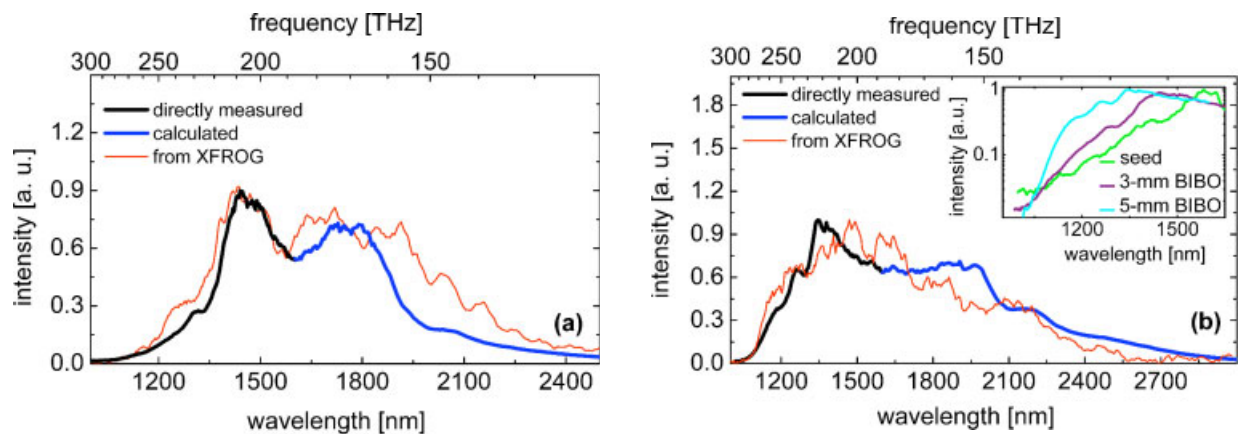 frequency [THz]
300 250 200 150
1.2
0.9
0.6
0.3
0.0
intensity [a. u.]
directly measured
calculated
from XFROG
(a)
1200 1500 1800 2100 2400
wavelength [nm]
frequency [THz]
300 250 200 150
1.8
1.5
1.2
0.9
0.6
0.3
0.0
intensity [a. u.]
directly measured
calculated
from XFROG
1
0.1
intensity [a.u.]
seed
3-mm BIBO
5-mm BIBO
1200 1500
wavelength [nm]
(b)
1200 1500 1800 2100 2400 2700
wavelength [nm]